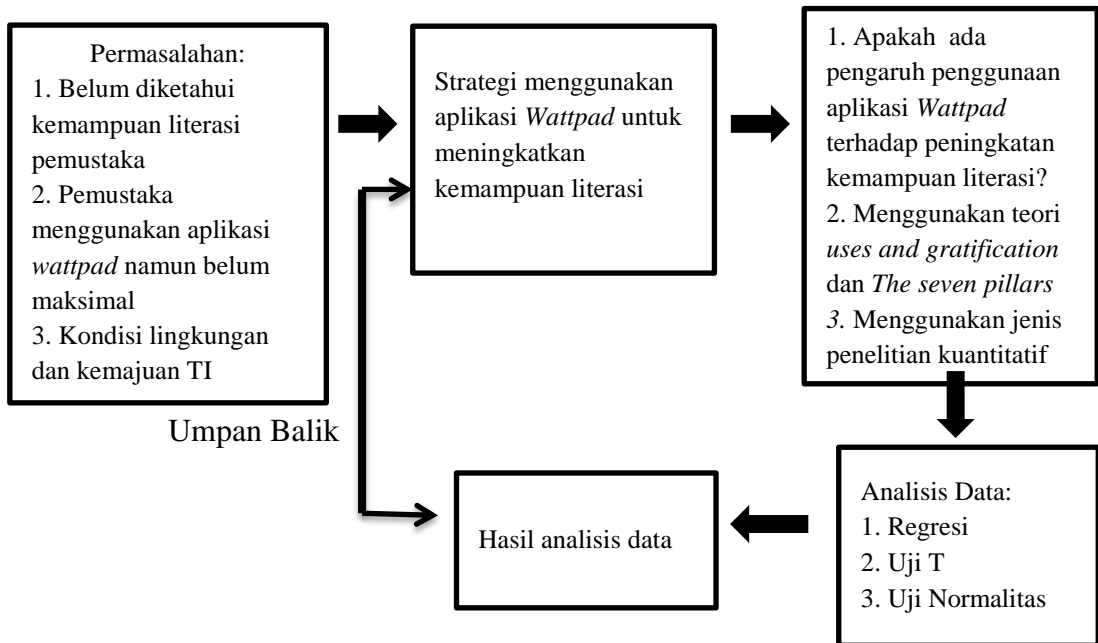 Permasalahan:
1. Belum diketahui
kemampuan literasi
pemustaka
2. Pemustaka
menggunakan aplikasi
wattpad namun belum
maksimal
3. Kondisi lingkungan
dan kemajuan TI
Strategi menggunakan
aplikasi Wattpad untuk
meningkatkan
kemampuan literasi
1. Apakah ada
pengaruh penggunaan
aplikasi Wattpad
terhadap peningkatan
kemampuan literasi?
2. Menggunakan teori
uses and gratification
dan The seven pillars
3. Menggunakan jenis
penelitian kuantitatif
Umpan Balik
Hasil analisis data
Analisis Data:
1. Regresi
2. Uji T
3. Uji Normalitas